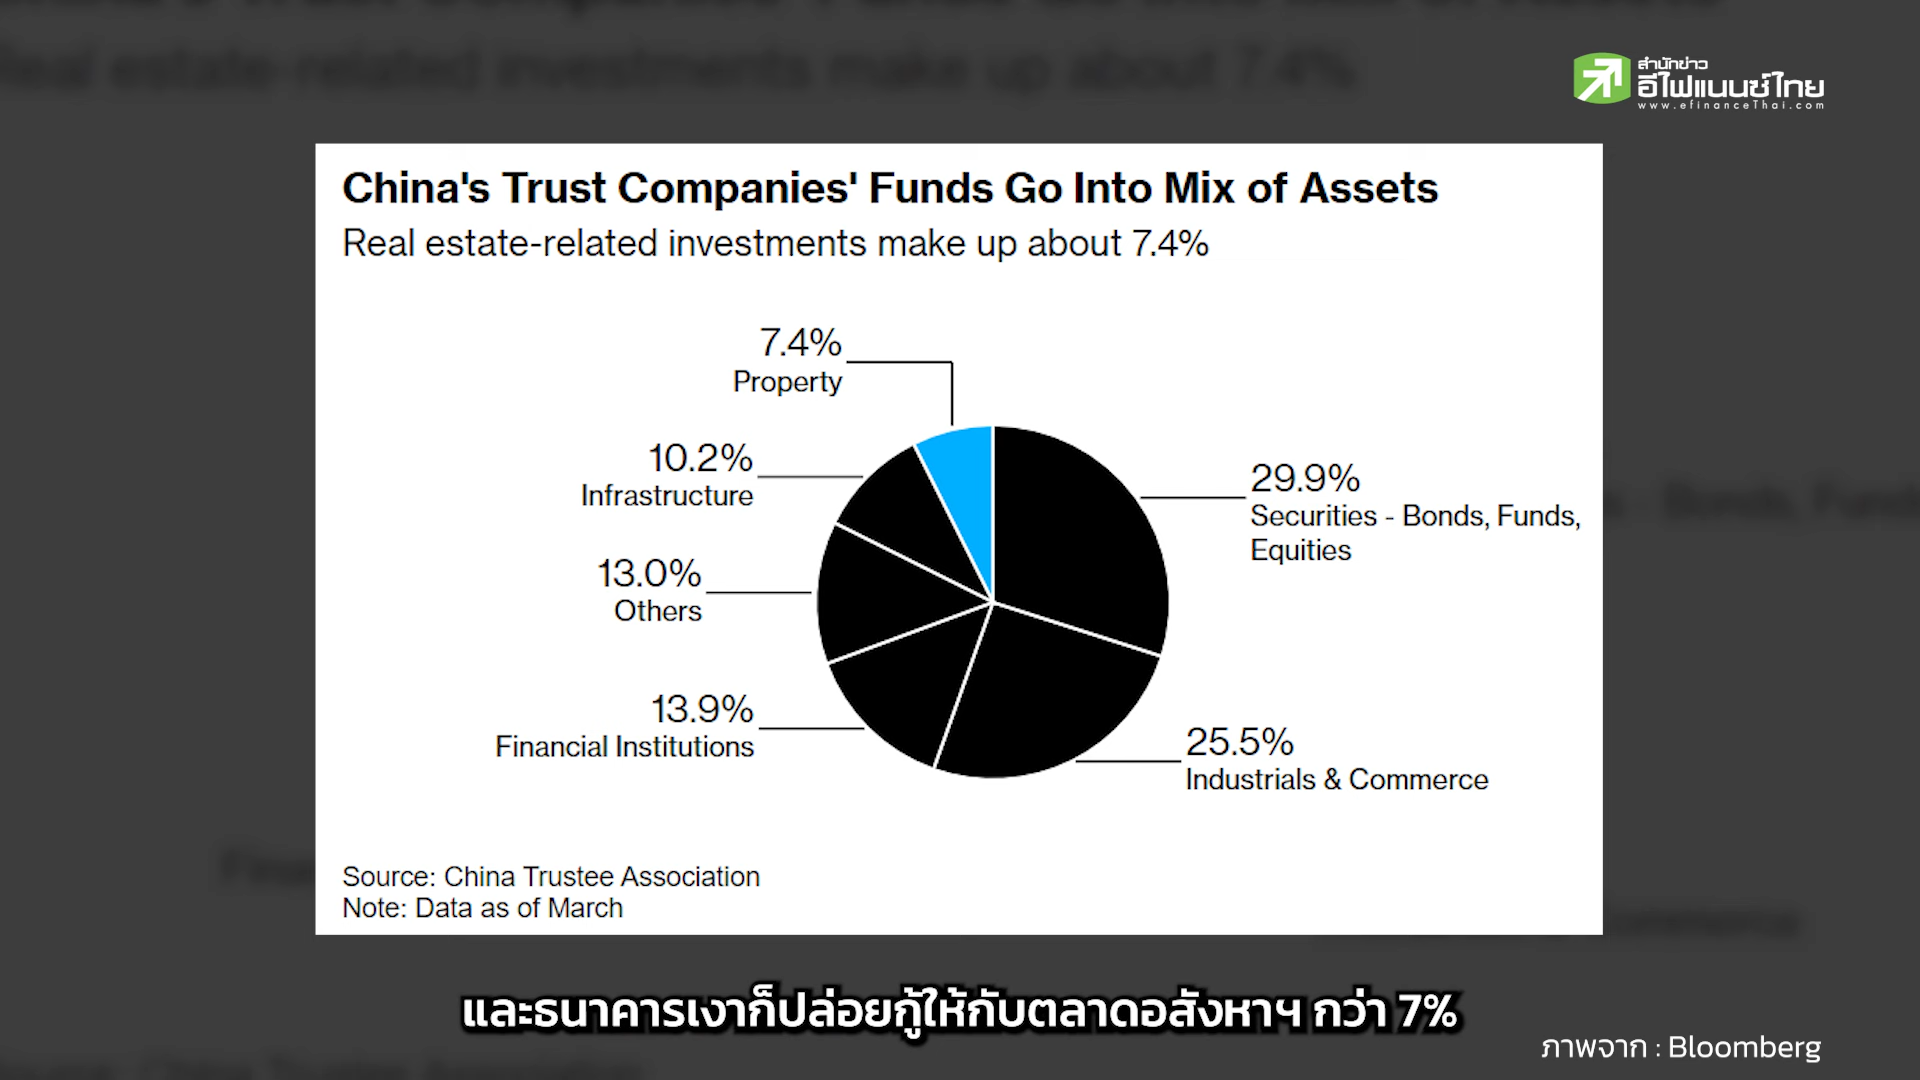 สำนักข่าว
อีไฟแนนซ์ไทย
www.efinanceThai.com
China's Trust Companies' Funds Go Into Mix of Assets
Real estate-related investments make up about 7.4%
7.4%
Property
10.2%
Infrastructure
29.9%
Securities - Bonds, Funds,
Equities
13.0%
Others
13.9%
Financial Institutions
25.5%
Industrials & Commerce
Source: China Trustee Association
Note: Data as of March
และธนาคารเงาก็ปล่อยกู้ให้กับตลาดอสังหาฯ กว่า 7%
ภาพจาก : Bloomberg